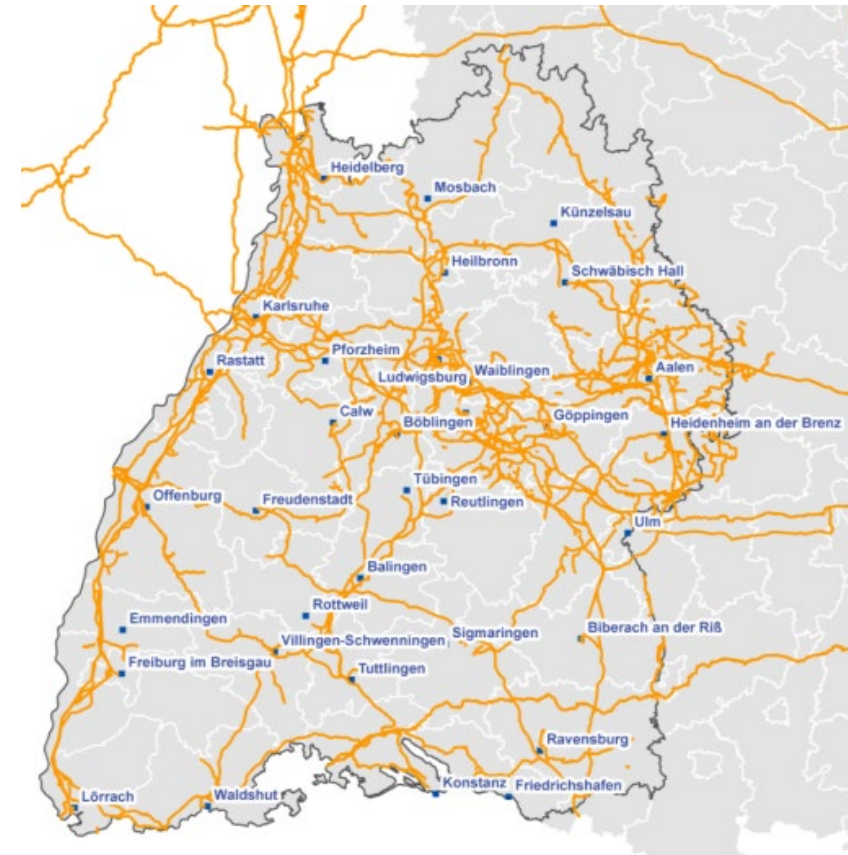 Heidelberg
Mosbach
Künzelsau
Heilbronn
Schwäbisch Hall
Karlsruhe
Pforzheim
Rastatt
Waiblingen
Ludwigsburg
Aalen
Calw
Böblingen
Göppingen
Heidenheim an der Brenz
Tübingen
Offenburg
Freudenstadt
Reutlingen
Ulm
Balingen
Emmendingen
Rottweil
Villingen-Schwenningen
Sigmaringen
Biberach an der Riß
Freiburg im Breisgau
Tuttlingen
Ravensburg
Lörrach
Waldshut
Konstanz
Friedrichshafen